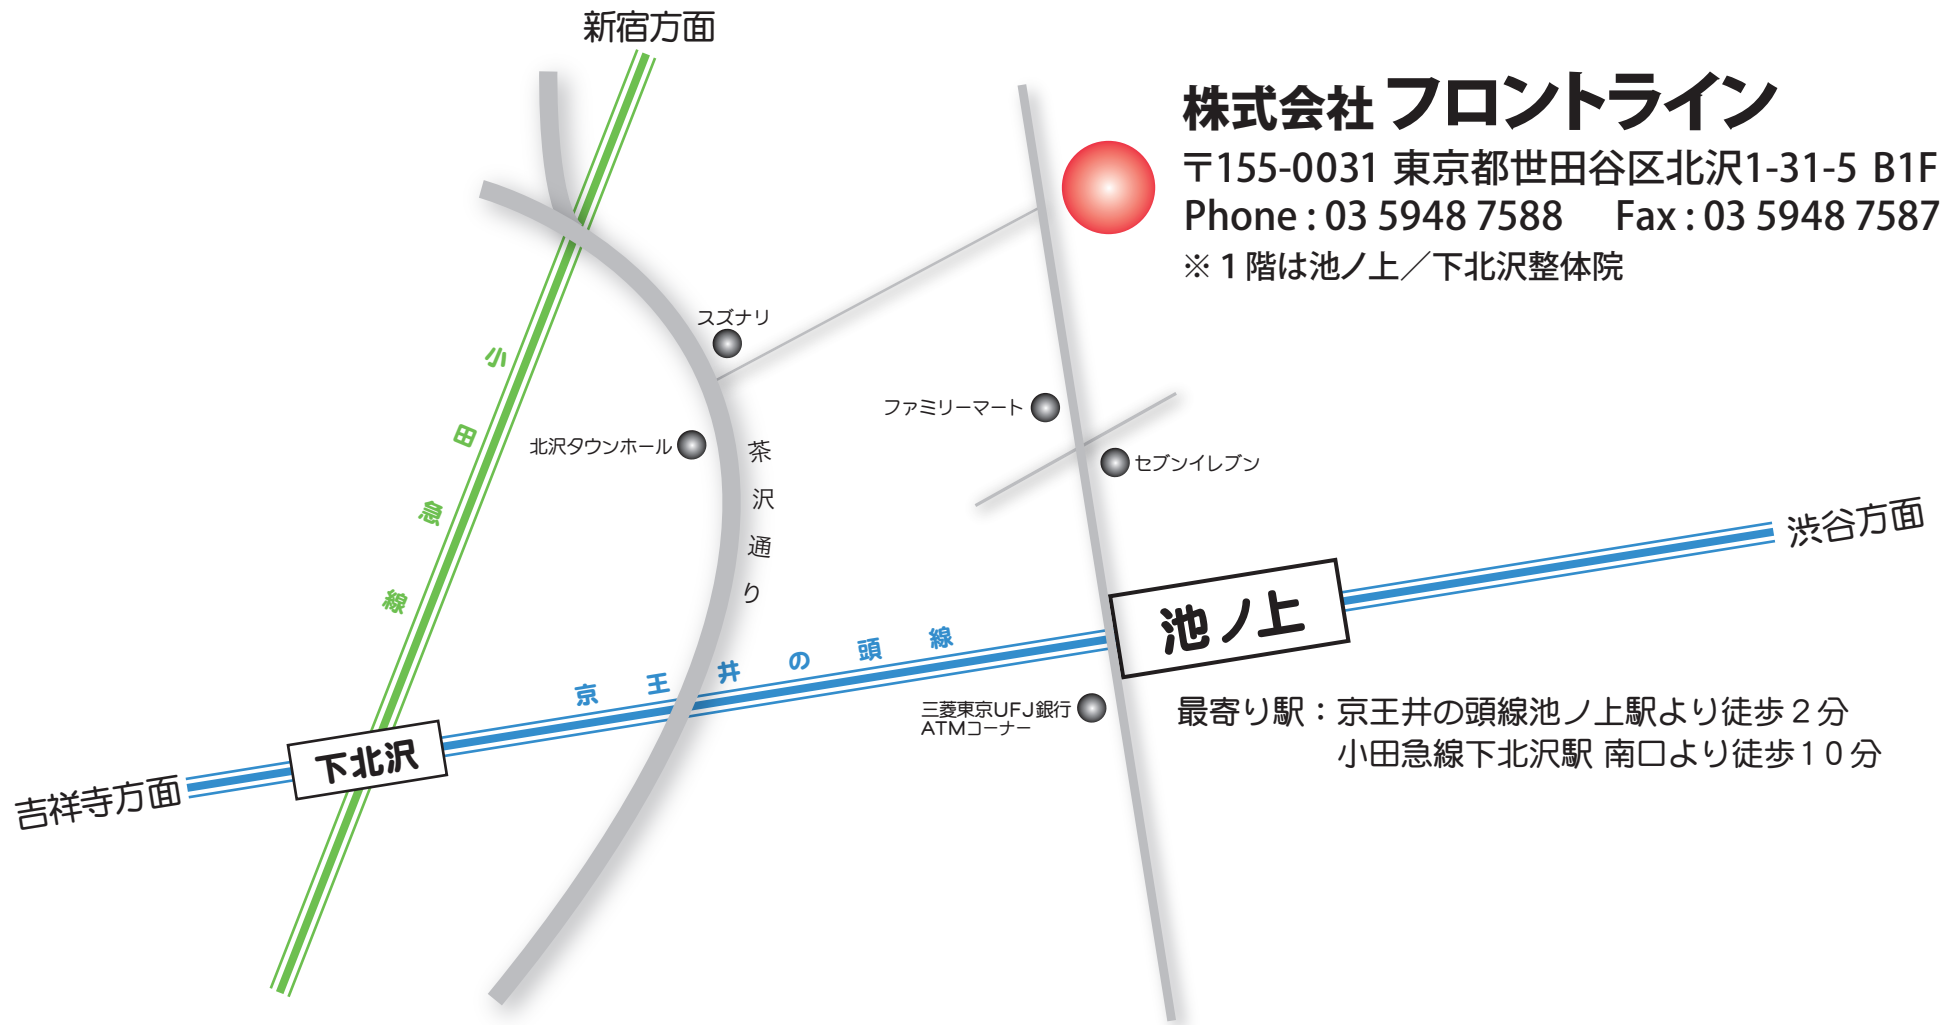 新宿方面
株式会社 フロントライン
〒155-0031 東京都世田谷区北沢1-31-5 B1F
Phone : 03 5948 7588 Fax : 03 5948 7587
※１階は池ノ上／下北沢整体院
スズナリ
小田急線
ファミリーマート
北沢タウンホール
茶沢通り
セブンイレブン
渋谷方面
池ノ上
京王井の頭線
三菱東京UFJ銀行
ATMコーナー
最寄り駅：京王井の頭線池ノ上駅より徒歩２分
小田急線下北沢駅 南口より徒歩１０分
下北沢
吉祥寺方面